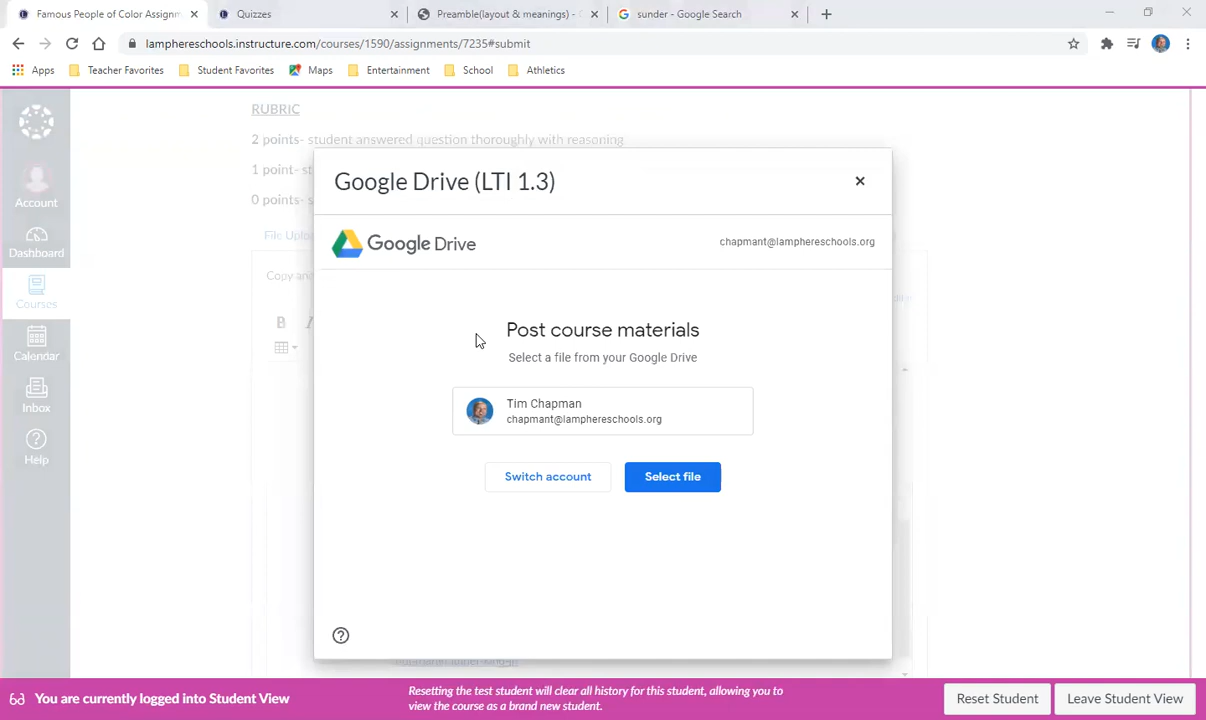 Famous People of Color Assignm
Quizzes
Preamble(layout & meanings) -
sunder - Google Search
lamphereschools.instructure.com/courses/1590/assignments/7235#submit
Apps
Teacher Favorites
Student Favorites
Maps
Entertainment
School
Athletics
RUBRIC
2 points- student answered question thoroughly with reasoning
1 point- st
0 points- s
File Uplo
Copy an
B I
Account
Dashboard
Courses
Calendar
Inbox
Help
Google Drive (LTI 1.3)
Google Drive
chapmant@lamphereschools.org
Post course materials
Select a file from your Google Drive
Tim Chapman
chapmant@lamphereschools.org
Switch account
Select file
You are currently logged into Student View
Resetting the test student will clear all history for this student, allowing you to
view the course as a brand new student.
Reset Student
Leave Student View